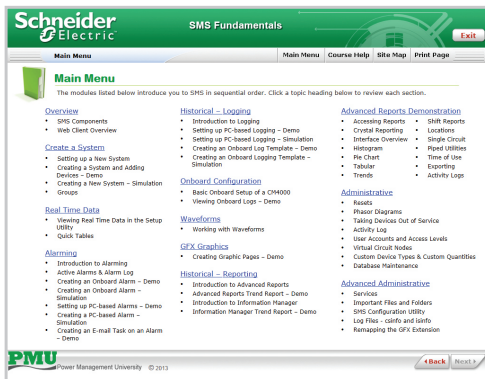 Schneider
Electric
SMS Fundamentals
Exit
Main Menu
Main Menu
Course Help
Site Map
Print Page
Main Menu
The modules listed below introduce you to SMS in sequential order. Click a topic heading below to review each section.
Overview
• SMS Components
• Web Client Overview
Create a System
• Setting up a New System
• Creating a System and Adding
Devices – Demo
• Creating a New System – Simulation
• Groups
Real Time Data
• Viewing Real Time Data in the Setup
Utility
• Quick Tables
Alarming
• Introduction to Alarming
• Active Alarms & Alarm Log
• Creating an Onboard Alarm – Demo
• Creating an Onboard Alarm –
Simulation
• Setting up PC-based Alarms – Demo
• Creating a PC-based Alarm –
Simulation
• Creating an E-mail Task on an Alarm
– Demo
Historical – Logging
• Introduction to Logging
• Setting up PC-based Logging – Demo
• Setting up PC-based Logging – Simulation
• Creating an Onboard Log Template – Demo
• Creating an Onboard Logging Template –
Simulation
Onboard Configuration
• Basic Onboard Setup of a CM4000
• Viewing Onboard Logs – Demo
Waveforms
• Working with Waveforms
GFX Graphics
• Creating Graphic Pages – Demo
Historical – Reporting
• Introduction to Advanced Reports
• Advanced Reports Trend Report – Demo
• Introduction to Information Manager
• Information Manager Trend Report – Demo
Advanced Reports Demonstration
• Accessing Reports
• Crystal Reporting
• Interface Overview
• Histogram
• Pie Chart
• Tabular
• Trends
• Shift Reports
• Locations
• Single Circuit
• Piped Utilities
• Time of Use
• Exporting
• Activity Logs
Administrative
• Resets
• Phasor Diagrams
• Taking Devices Out of Service
• Activity Log
• User Accounts and Access Levels
• Virtual Circuit Nodes
• Custom Device Types & Custom Quantities
• Database Maintenance
Advanced Administrative
• Services
• Important Files and Folders
• SMS Configuration Utility
• Log Files - csinfo and isinfo
• Remapping the GFX Extension
PMU
Power Management University © 2013
Back
Next